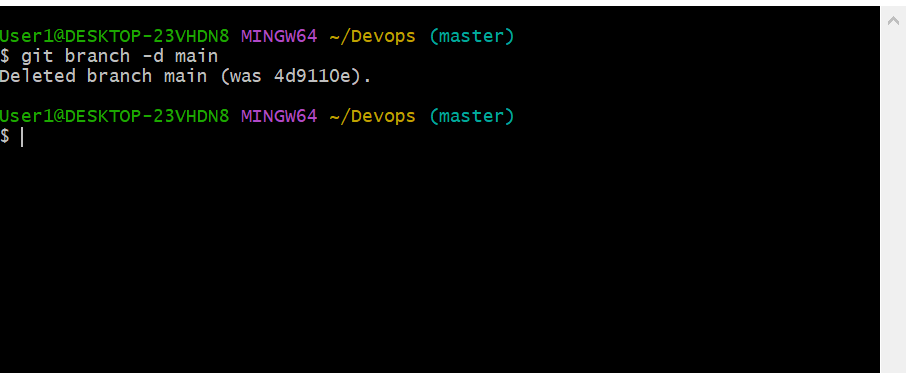 User1@DESKTOP-23VHDN8 MINGW64 ~/Devops (master)
$ git branch -d main
Deleted branch main (was 4d9110e).
User1@DESKTOP-23VHDN8 MINGW64 ~/Devops (master)
$